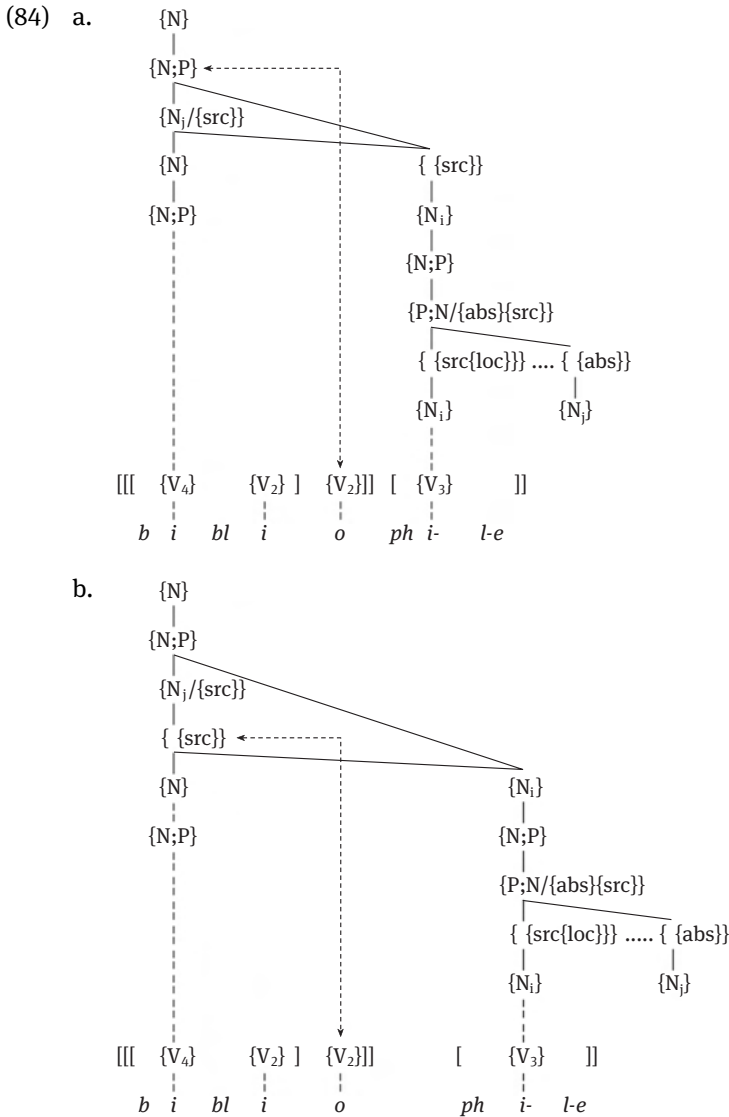 (84) a. {N}
{N;P}
{Nⱼ/{src}}
{N} { {src}}
{N;P} {Nᵢ}
{N;P}
{P;N/{abs}{src}}
{ {src{loc}}} .... { {abs}}
{Nᵢ} {Nⱼ}
[[[ {V₄} {V₂} ] {V₂}]] [ {V₃} ]]
b i bl i o ph i- l-e
b. {N}
{N;P}
{Nⱼ/{src}}
{ {src}}
{N} {Nᵢ}
{N;P} {N;P}
{P;N/{abs}{src}}
{ {src{loc}}} ..... { {abs}}
{Nᵢ} {Nⱼ}
[[[ {V₄} {V₂} ] {V₂}]] [ {V₃} ]]
b i bl i o ph i- l-e